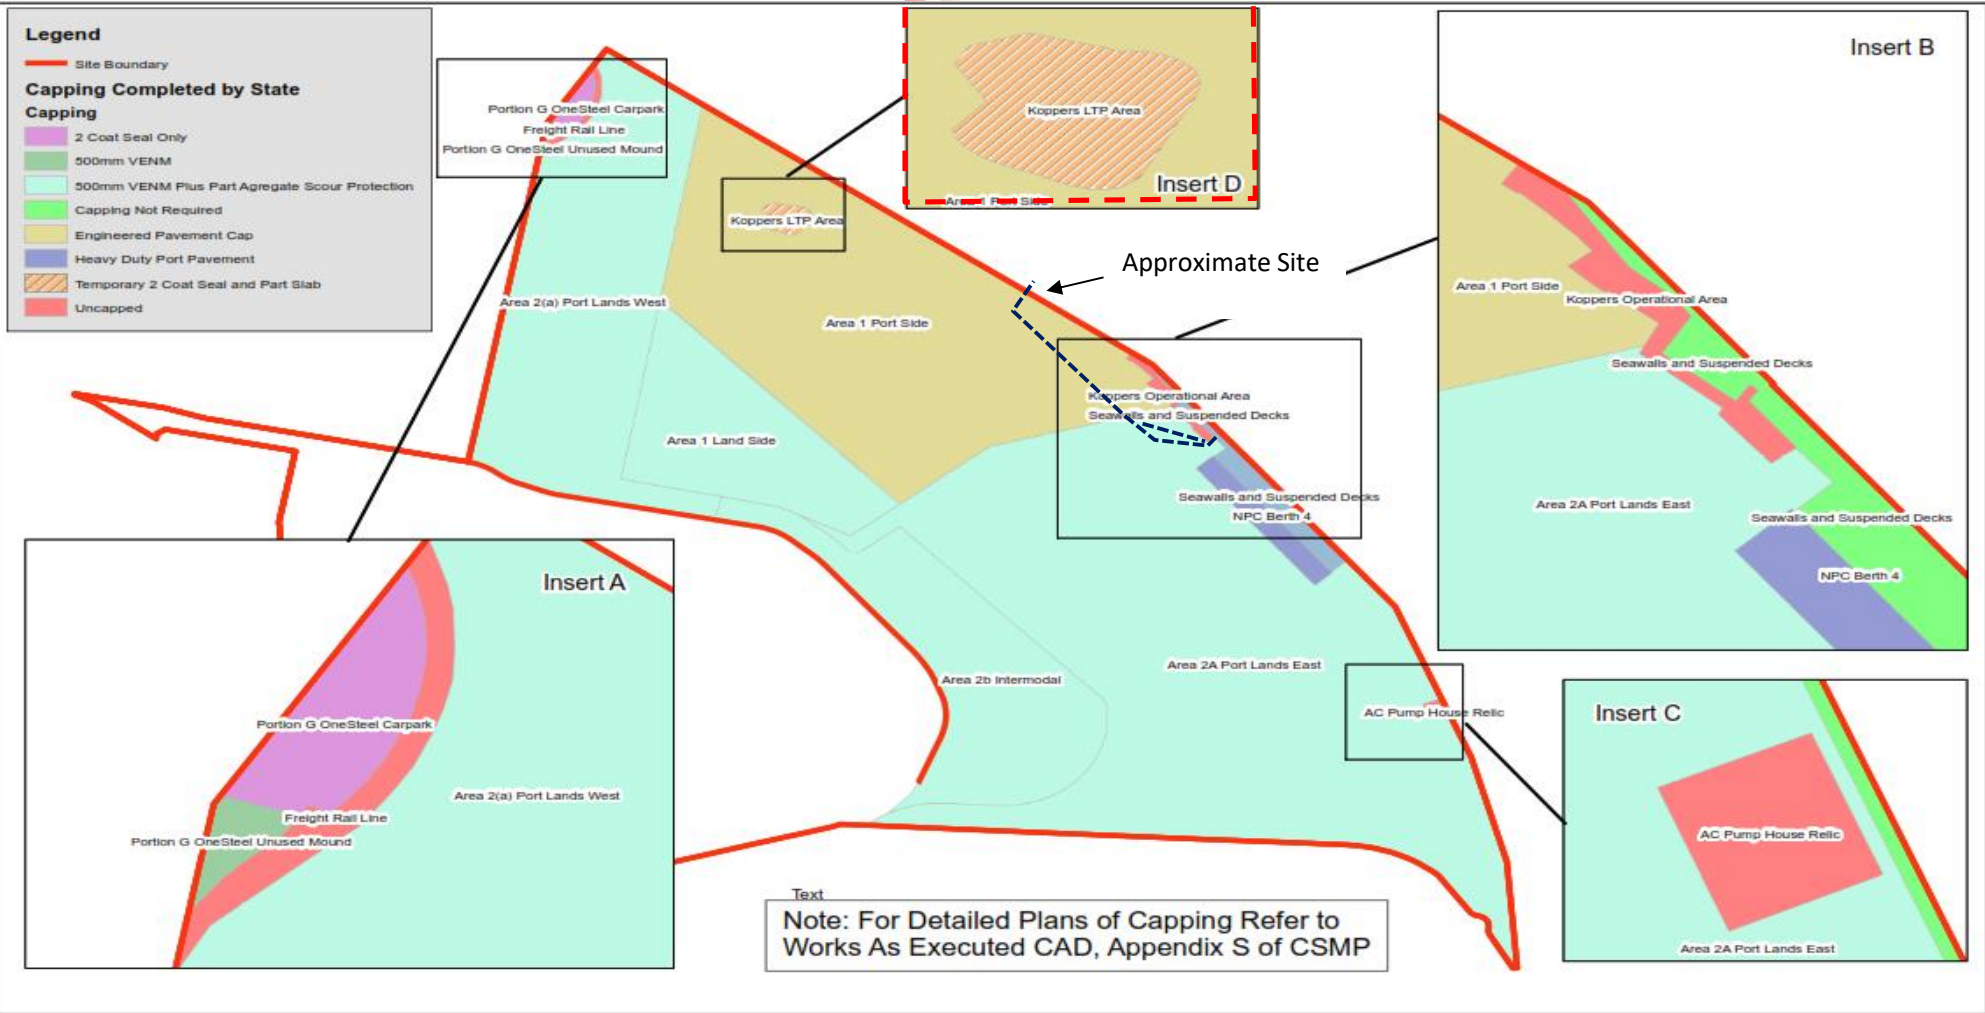 Legend
Site Boundary
Capping Completed by State
Capping
2 Coat Seal Only
500mm VENM
500mm VENM Plus Part Agregate Scour Protection
Capping Not Required
Engineered Pavement Cap
Heavy Duty Port Pavement
Temporary 2 Coat Seal and Part Slab
Uncapped
Portion G OneSteel Carpark
Freight Rail Line
Portion G OneSteel Unused Mound
Koppers LTP Area
Insert D
Area 1 Port Side
Insert B
Area 1 Port Side
Koppers Operational Area
Seawalls and Suspended Decks
Area 2A Port Lands East
Seawalls and Suspended Decks
NPC Berth 4
Koppers LTP Area
Approximate Site
Area 2(a) Port Lands West
Area 1 Port Side
Koppers Operational Area
Seawalls and Suspended Decks
Area 1 Land Side
Seawalls and Suspended Decks
NPC Berth 4
Area 2A Port Lands East
Area 2b Intermodal
AC Pump House Relic
Insert A
Portion G OneSteel Carpark
Area 2(a) Port Lands West
Freight Rail Line
Portion G OneSteel Unused Mound
Insert C
AC Pump House Relic
Area 2A Port Lands East
Text
Note: For Detailed Plans of Capping Refer to
Works As Executed CAD, Appendix S of CSMP